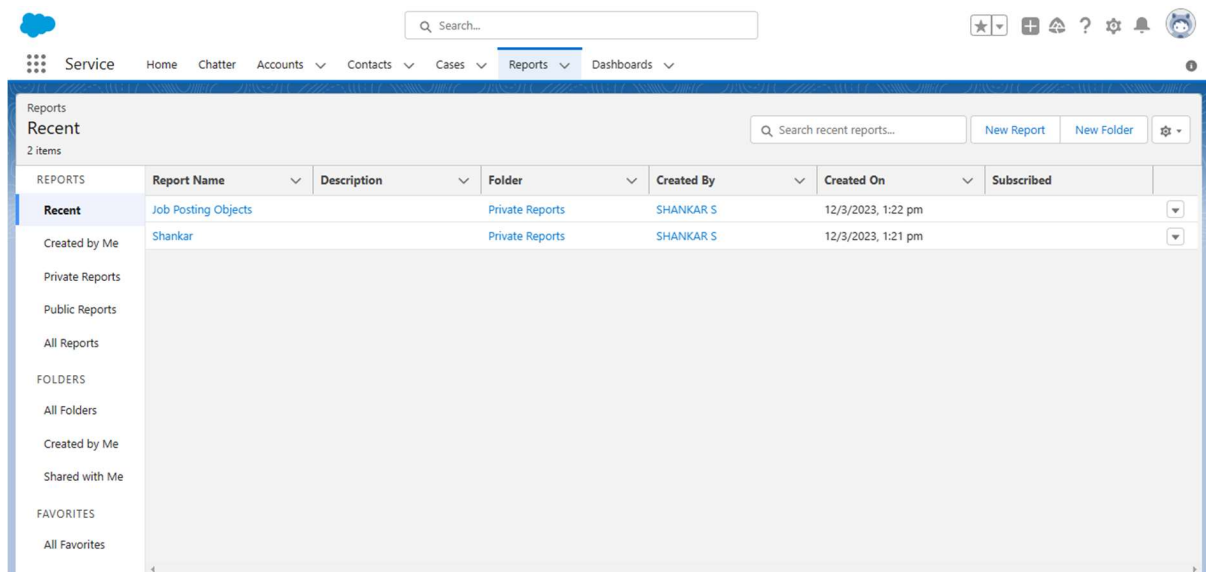 Search...
Service Home Chatter Accounts Contacts Cases Reports Dashboards
Reports
Recent
2 items
Search recent reports...
New Report New Folder
REPORTS
Recent
Created by Me
Private Reports
Public Reports
All Reports
FOLDERS
All Folders
Created by Me
Shared with Me
FAVORITES
All Favorites
Report Name Description Folder Created By Created On Subscribed
Job Posting Objects Private Reports SHANKAR S 12/3/2023, 1:22 pm
Shankar Private Reports SHANKAR S 12/3/2023, 1:21 pm